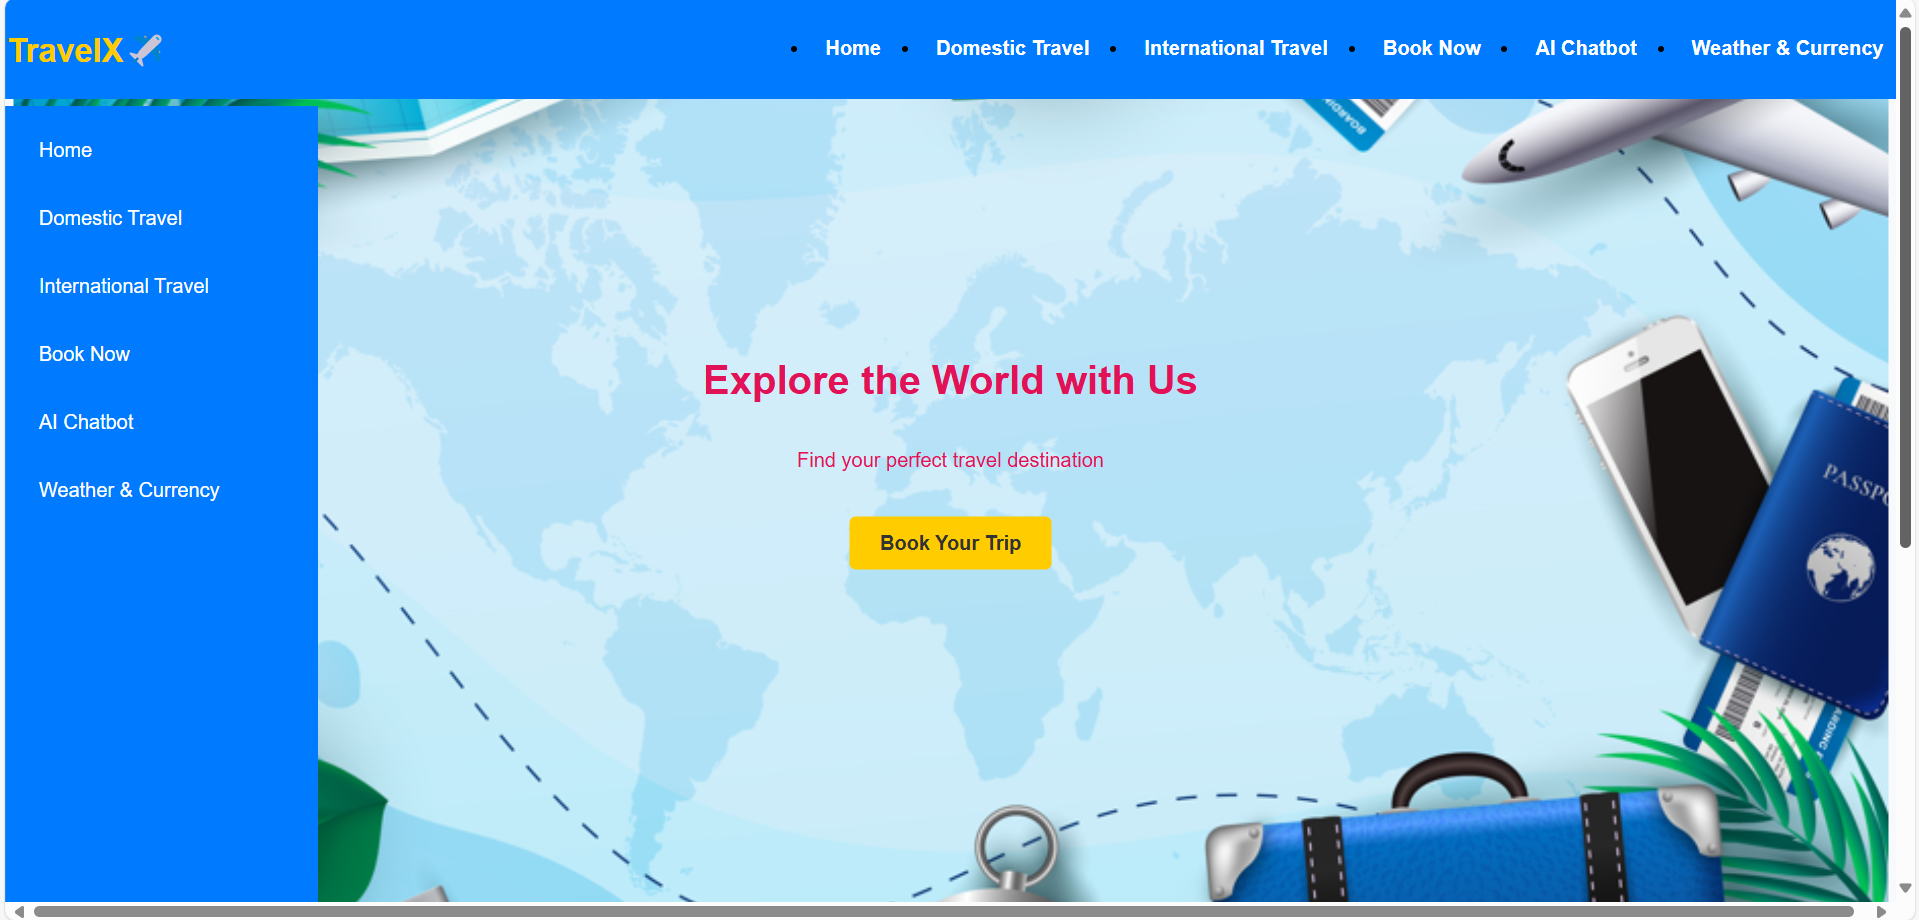 TravelX
Home
Domestic Travel
International Travel
Book Now
AI Chatbot
Weather & Currency
Home
Domestic Travel
International Travel
Book Now
AI Chatbot
Weather & Currency
Explore the World with Us
Find your perfect travel destination
Book Your Trip